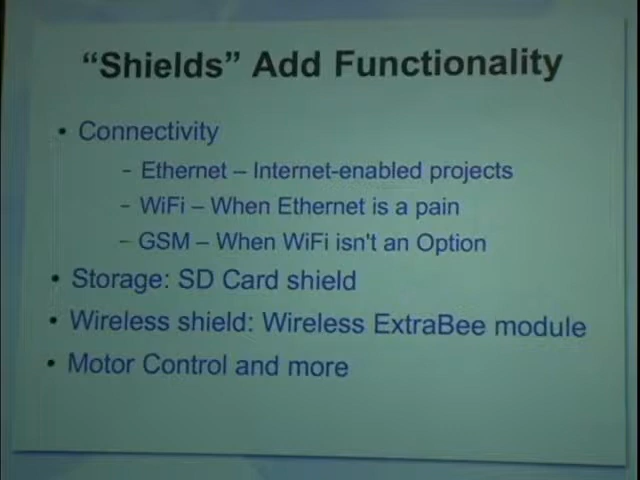 “Shields” Add Functionality
• Connectivity
– Ethernet – Internet-enabled projects
– WiFi – When Ethernet is a pain
– GSM – When WiFi isn't an Option
• Storage: SD Card shield
• Wireless shield: Wireless ExtraBee module
• Motor Control and more